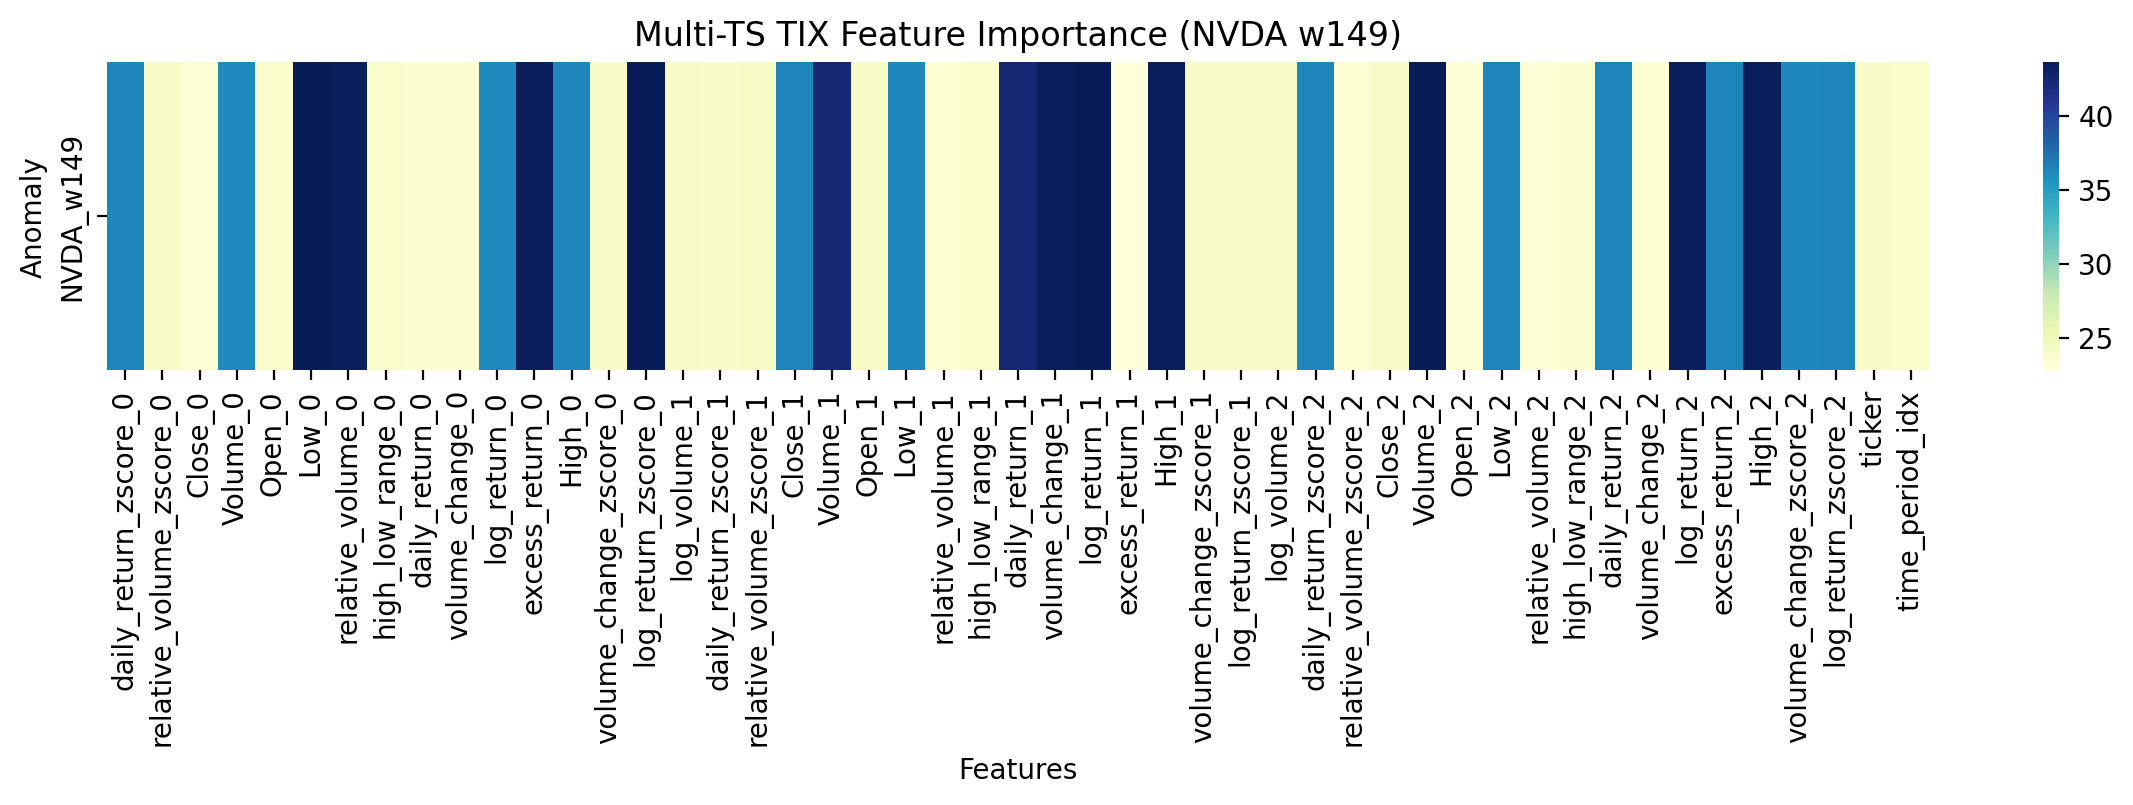 Multi-TS TIX Feature Importance (NVDA w149)
Anomaly
NVDA_w149
40
35
30
25
daily_return_zscore_0
relative_volume_zscore_0
Close_0
Volume_0
Open_0
Low_0
relative_volume_0
high_low_range_0
daily_return_0
volume_change_0
log_return_0
excess_return_0
High_0
volume_change_zscore_0
log_return_zscore_0
log_volume_1
daily_return_zscore_1
relative_volume_zscore_1
Close_1
Volume_1
Open_1
Low_1
relative_volume_1
high_low_range_1
daily_return_1
volume_change_1
log_return_1
excess_return_1
High_1
volume_change_zscore_1
log_return_zscore_1
log_volume_2
daily_return_zscore_2
relative_volume_zscore_2
Close_2
Volume_2
Open_2
Low_2
relative_volume_2
high_low_range_2
daily_return_2
volume_change_2
log_return_2
excess_return_2
High_2
volume_change_zscore_2
log_return_zscore_2
ticker
time_period_idx
Features